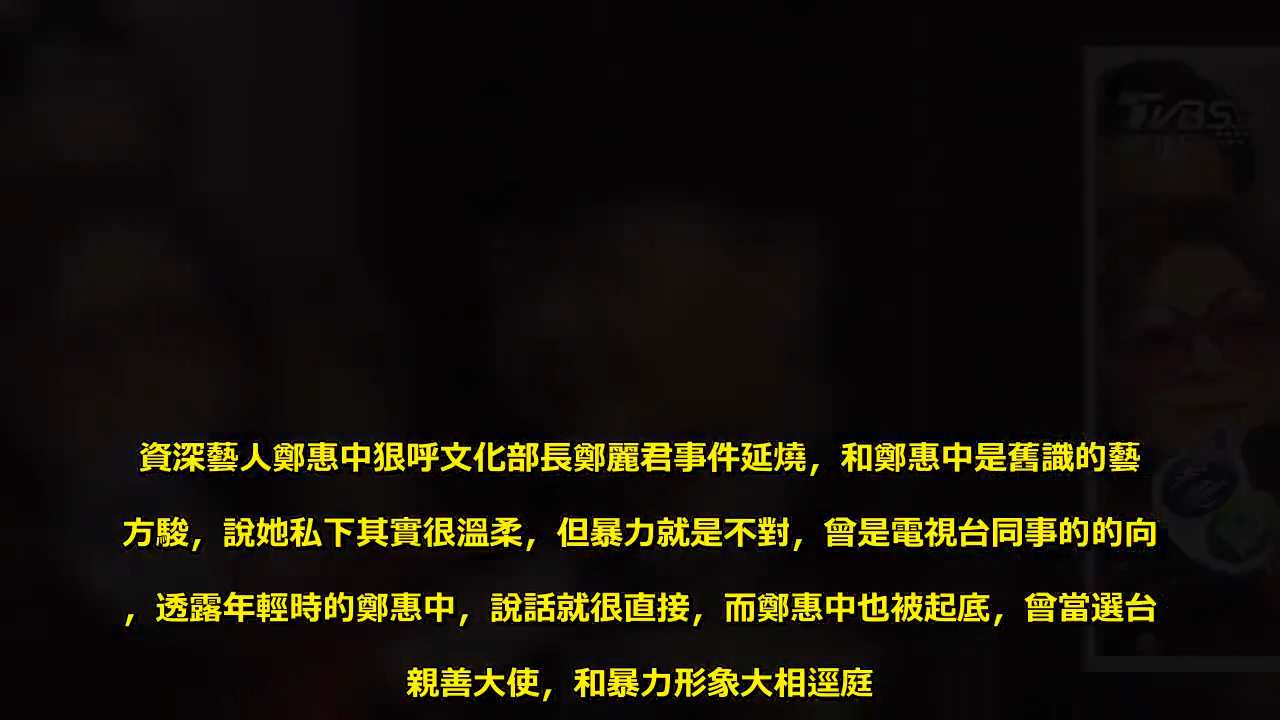 TVBS
資深藝人鄭惠中狠呼文化部長鄭麗君事件延燒，和鄭惠中是舊識的藝
方駿，說她私下其實很溫柔，但暴力就是不對，曾是電視台同事的的向
，透露年輕時的鄭惠中，說話就很直接，而鄭惠中也被起底，曾當選台
親善大使，和暴力形象大相逕庭